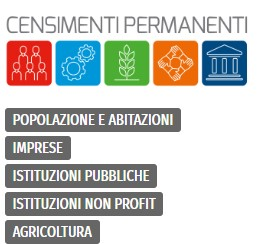 CENSIMENTI PERMANENTI
POPOLAZIONE E ABITAZIONI
IMPRESE
ISTITUZIONI PUBBLICHE
ISTITUZIONI NON PROFIT
AGRICOLTURA